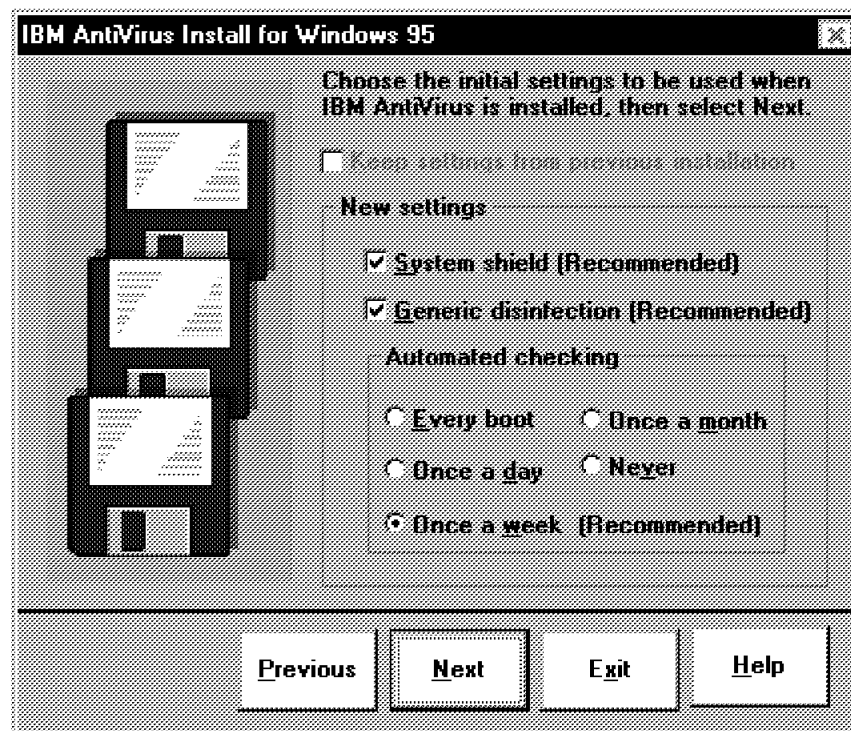 IBM AntiVirus Install for Windows 95
Choose the initial settings to be used when
IBM AntiVirus is installed, then select Next.
Keep settings from previous installation
New settings
System shield (Recommended)
Generic disinfection (Recommended)
Automated checking
Every boot
Once a month
Once a day
Never
Once a week (Recommended)
Previous
Next
Exit
Help